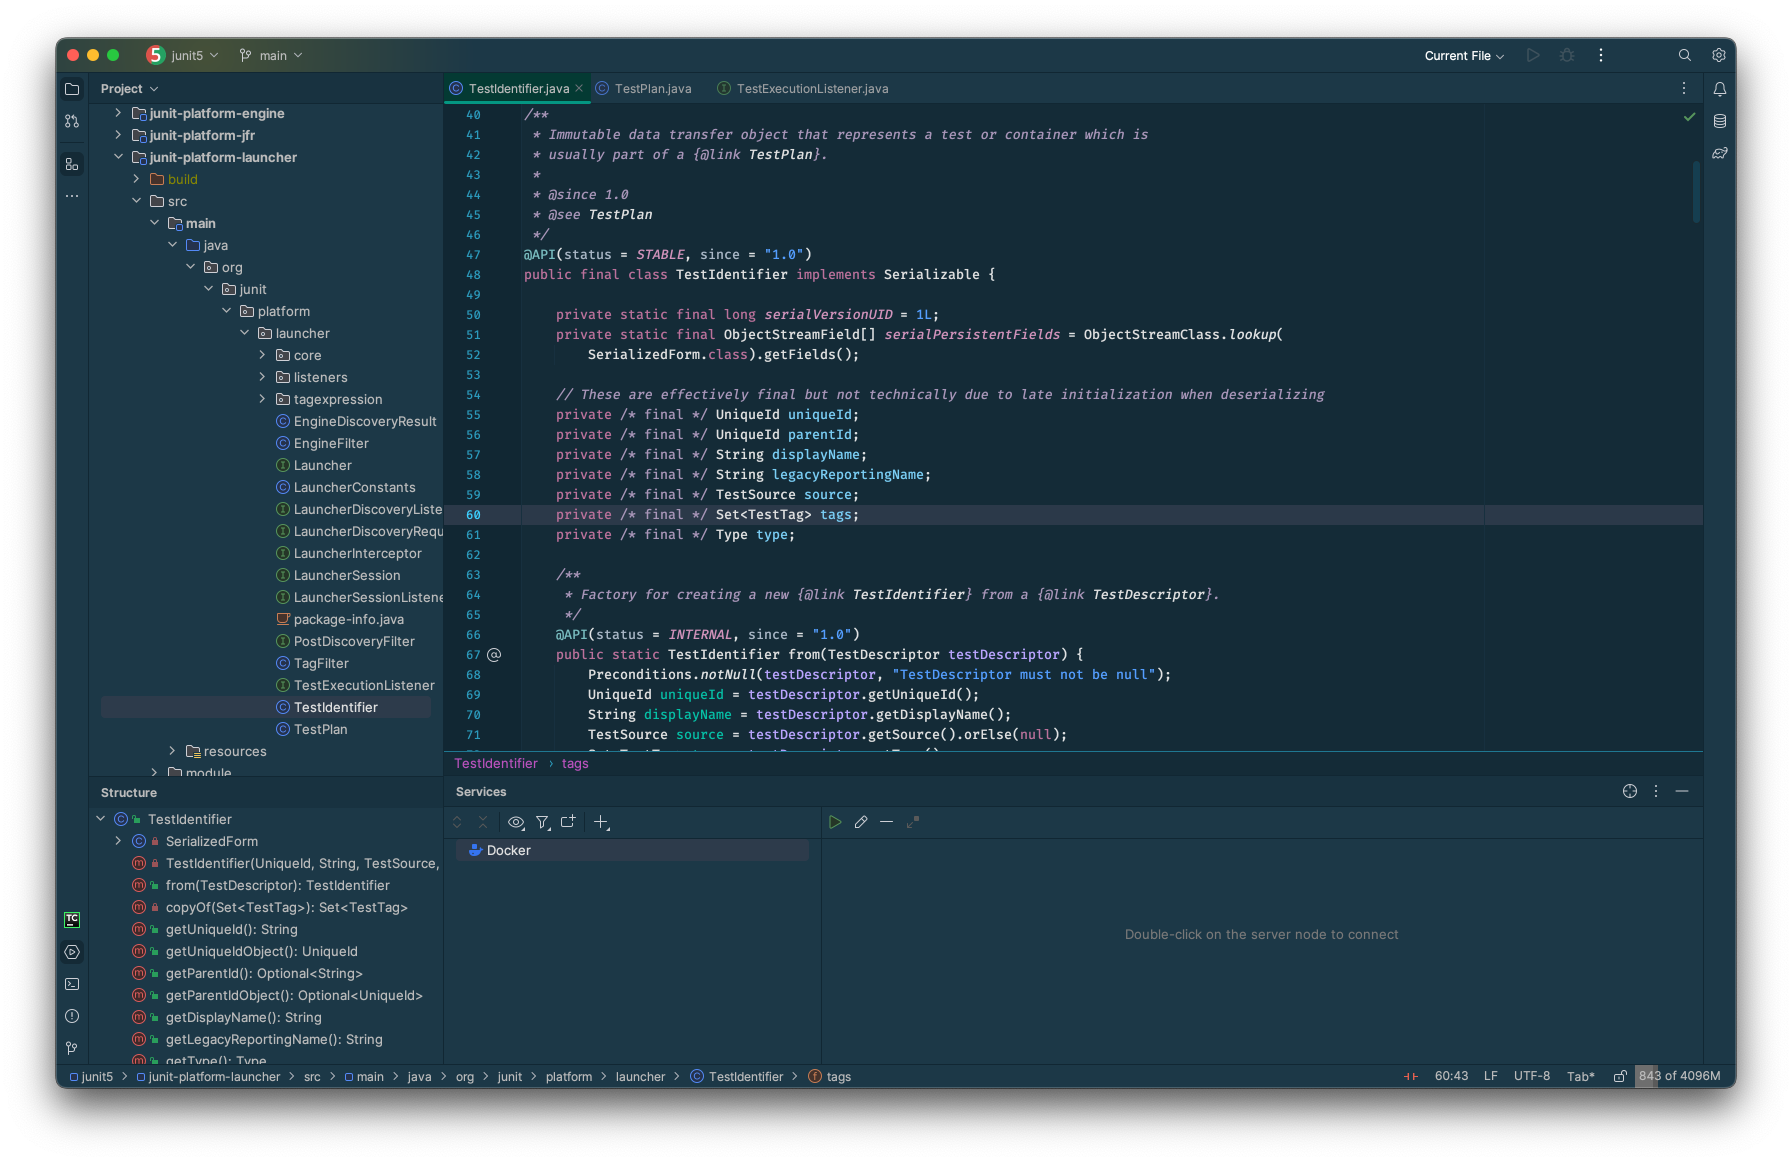 5 junit5 main Current File
Project
junit-platform-engine
junit-platform-jfr
junit-platform-launcher
build
src
main
java
org
junit
platform
launcher
core
listeners
tagexpression
EngineDiscoveryResult
EngineFilter
Launcher
LauncherConstants
LauncherDiscoveryListe
LauncherDiscoveryRequ
LauncherInterceptor
LauncherSession
LauncherSessionListene
package-info.java
PostDiscoveryFilter
TagFilter
TestExecutionListener
TestIdentifier
TestPlan
resources
module
TestIdentifier.java TestPlan.java TestExecutionListener.java
40 /**
41 * Immutable data transfer object that represents a test or container which is
42 * usually part of a {@link TestPlan}.
43 *
44 * @since 1.0
45 * @see TestPlan
46 */
47 @API(status = STABLE, since = "1.0")
48 public final class TestIdentifier implements Serializable {
49
50 private static final long serialVersionUID = 1L;
51 private static final ObjectStreamField[] serialPersistentFields = ObjectStreamClass.lookup(
52 SerializedForm.class).getFields();
53
54 // These are effectively final but not technically due to late initialization when deserializing
55 private /* final */ UniqueId uniqueId;
56 private /* final */ UniqueId parentId;
57 private /* final */ String displayName;
58 private /* final */ String legacyReportingName;
59 private /* final */ TestSource source;
60 private /* final */ Set<TestTag> tags;
61 private /* final */ Type type;
62
63 /**
64 * Factory for creating a new {@link TestIdentifier} from a {@link TestDescriptor}.
65 */
66 @API(status = INTERNAL, since = "1.0")
67 @ public static TestIdentifier from(TestDescriptor testDescriptor) {
68 Preconditions.notNull(testDescriptor, "TestDescriptor must not be null");
69 UniqueId uniqueId = testDescriptor.getUniqueId();
70 String displayName = testDescriptor.getDisplayName();
71 TestSource source = testDescriptor.getSource().orElse(null);
TestIdentifier › tags
Structure
TestIdentifier
SerializedForm
TestIdentifier(UniqueId, String, TestSource,
from(TestDescriptor): TestIdentifier
copyOf(Set<TestTag>): Set<TestTag>
getUniqueId(): String
getUniqueIdObject(): UniqueId
getParentId(): Optional<String>
getParentIdObject(): Optional<UniqueId>
getDisplayName(): String
getLegacyReportingName(): String
getType(): Type
Services
Docker
Double-click on the server node to connect
TC
junit5 > junit-platform-launcher > src > main > java > org > junit > platform > launcher > TestIdentifier > tags
60:43 LF UTF-8 Tab* 843 of 4096M